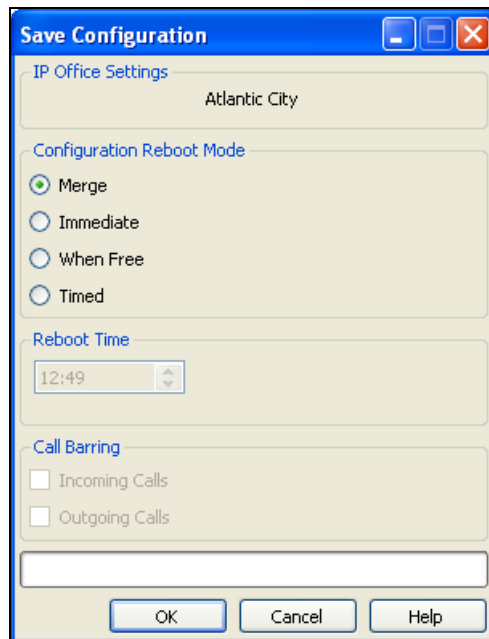 Save Configuration
IP Office Settings
Atlantic City
Configuration Reboot Mode
Merge
Immediate
When Free
Timed
Reboot Time
12:49
Call Barring
Incoming Calls
Outgoing Calls
OK Cancel Help